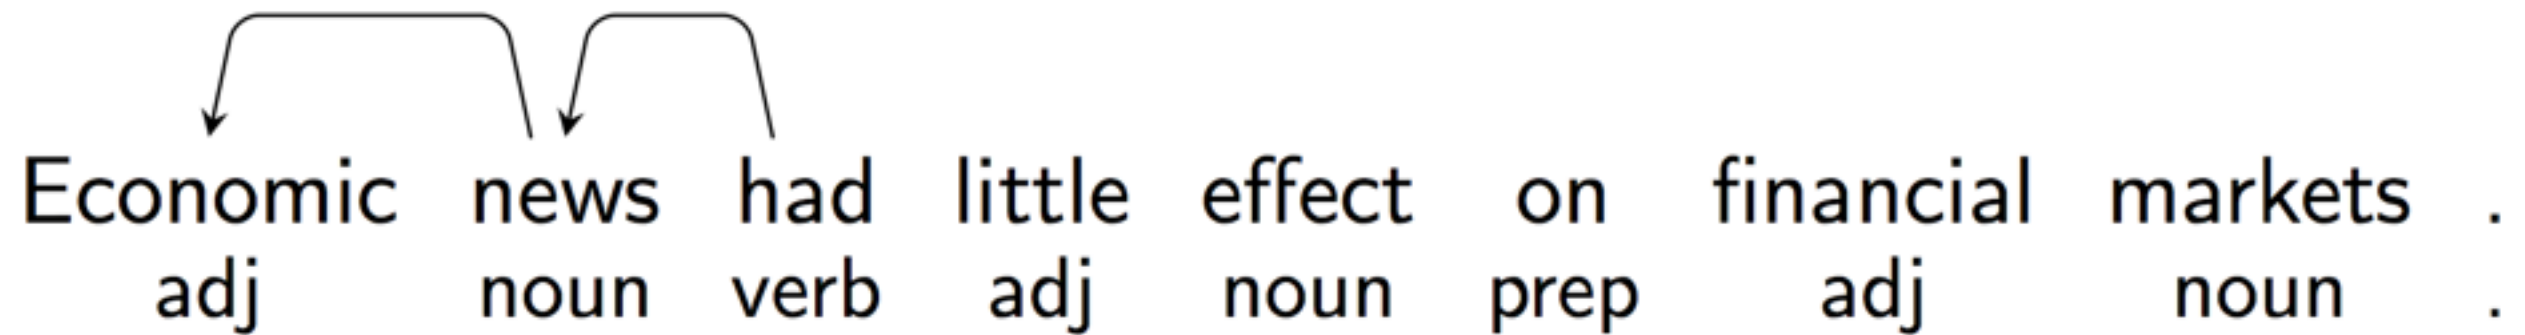 Economic news had little effect on financial markets .
adj noun verb adj noun prep adj noun .